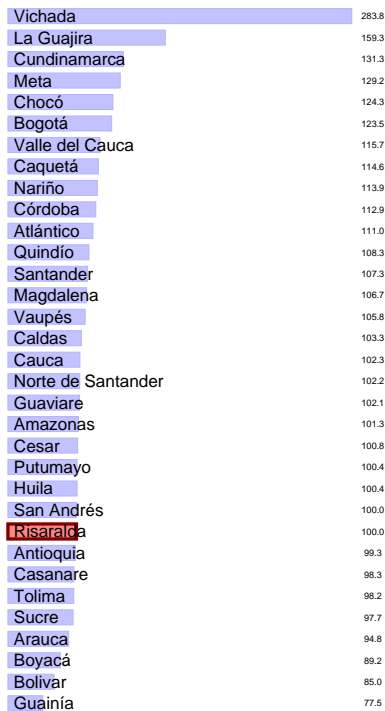 Vichada 283.8
La Guajira 159.3
Cundinamarca 131.3
Meta 129.2
Chocó 124.3
Bogotá 123.5
Valle del Cauca 115.7
Caquetá 114.6
Nariño 113.9
Córdoba 112.9
Atlántico 111.0
Quindío 108.3
Santander 107.3
Magdalena 106.7
Vaupés 105.8
Caldas 103.3
Cauca 102.3
Norte de Santander 102.2
Guaviare 102.1
Amazonas 101.3
Cesar 100.8
Putumayo 100.4
Huila 100.4
San Andrés 100.0
Risaralda 100.0
Antioquia 99.3
Casanare 98.3
Tolima 98.2
Sucre 97.7
Arauca 94.8
Boyacá 89.2
Bolivar 85.0
Guainía 77.5